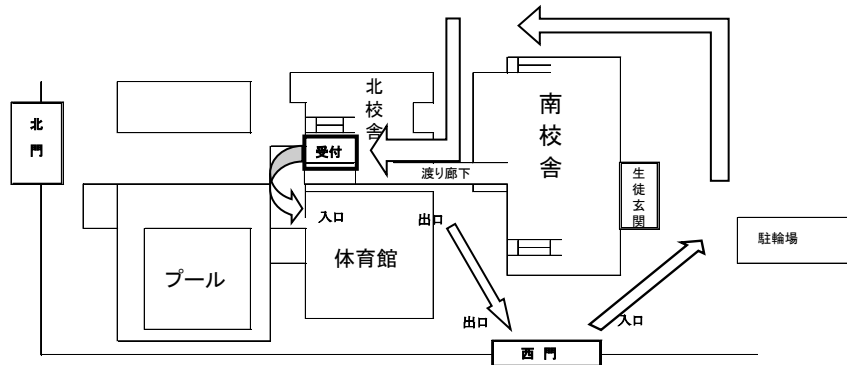 北門
北校舎
南校舎
受付
渡り廊下
生徒玄関
入口
出口
駐輪場
体育館
プール
出口
入口
西門